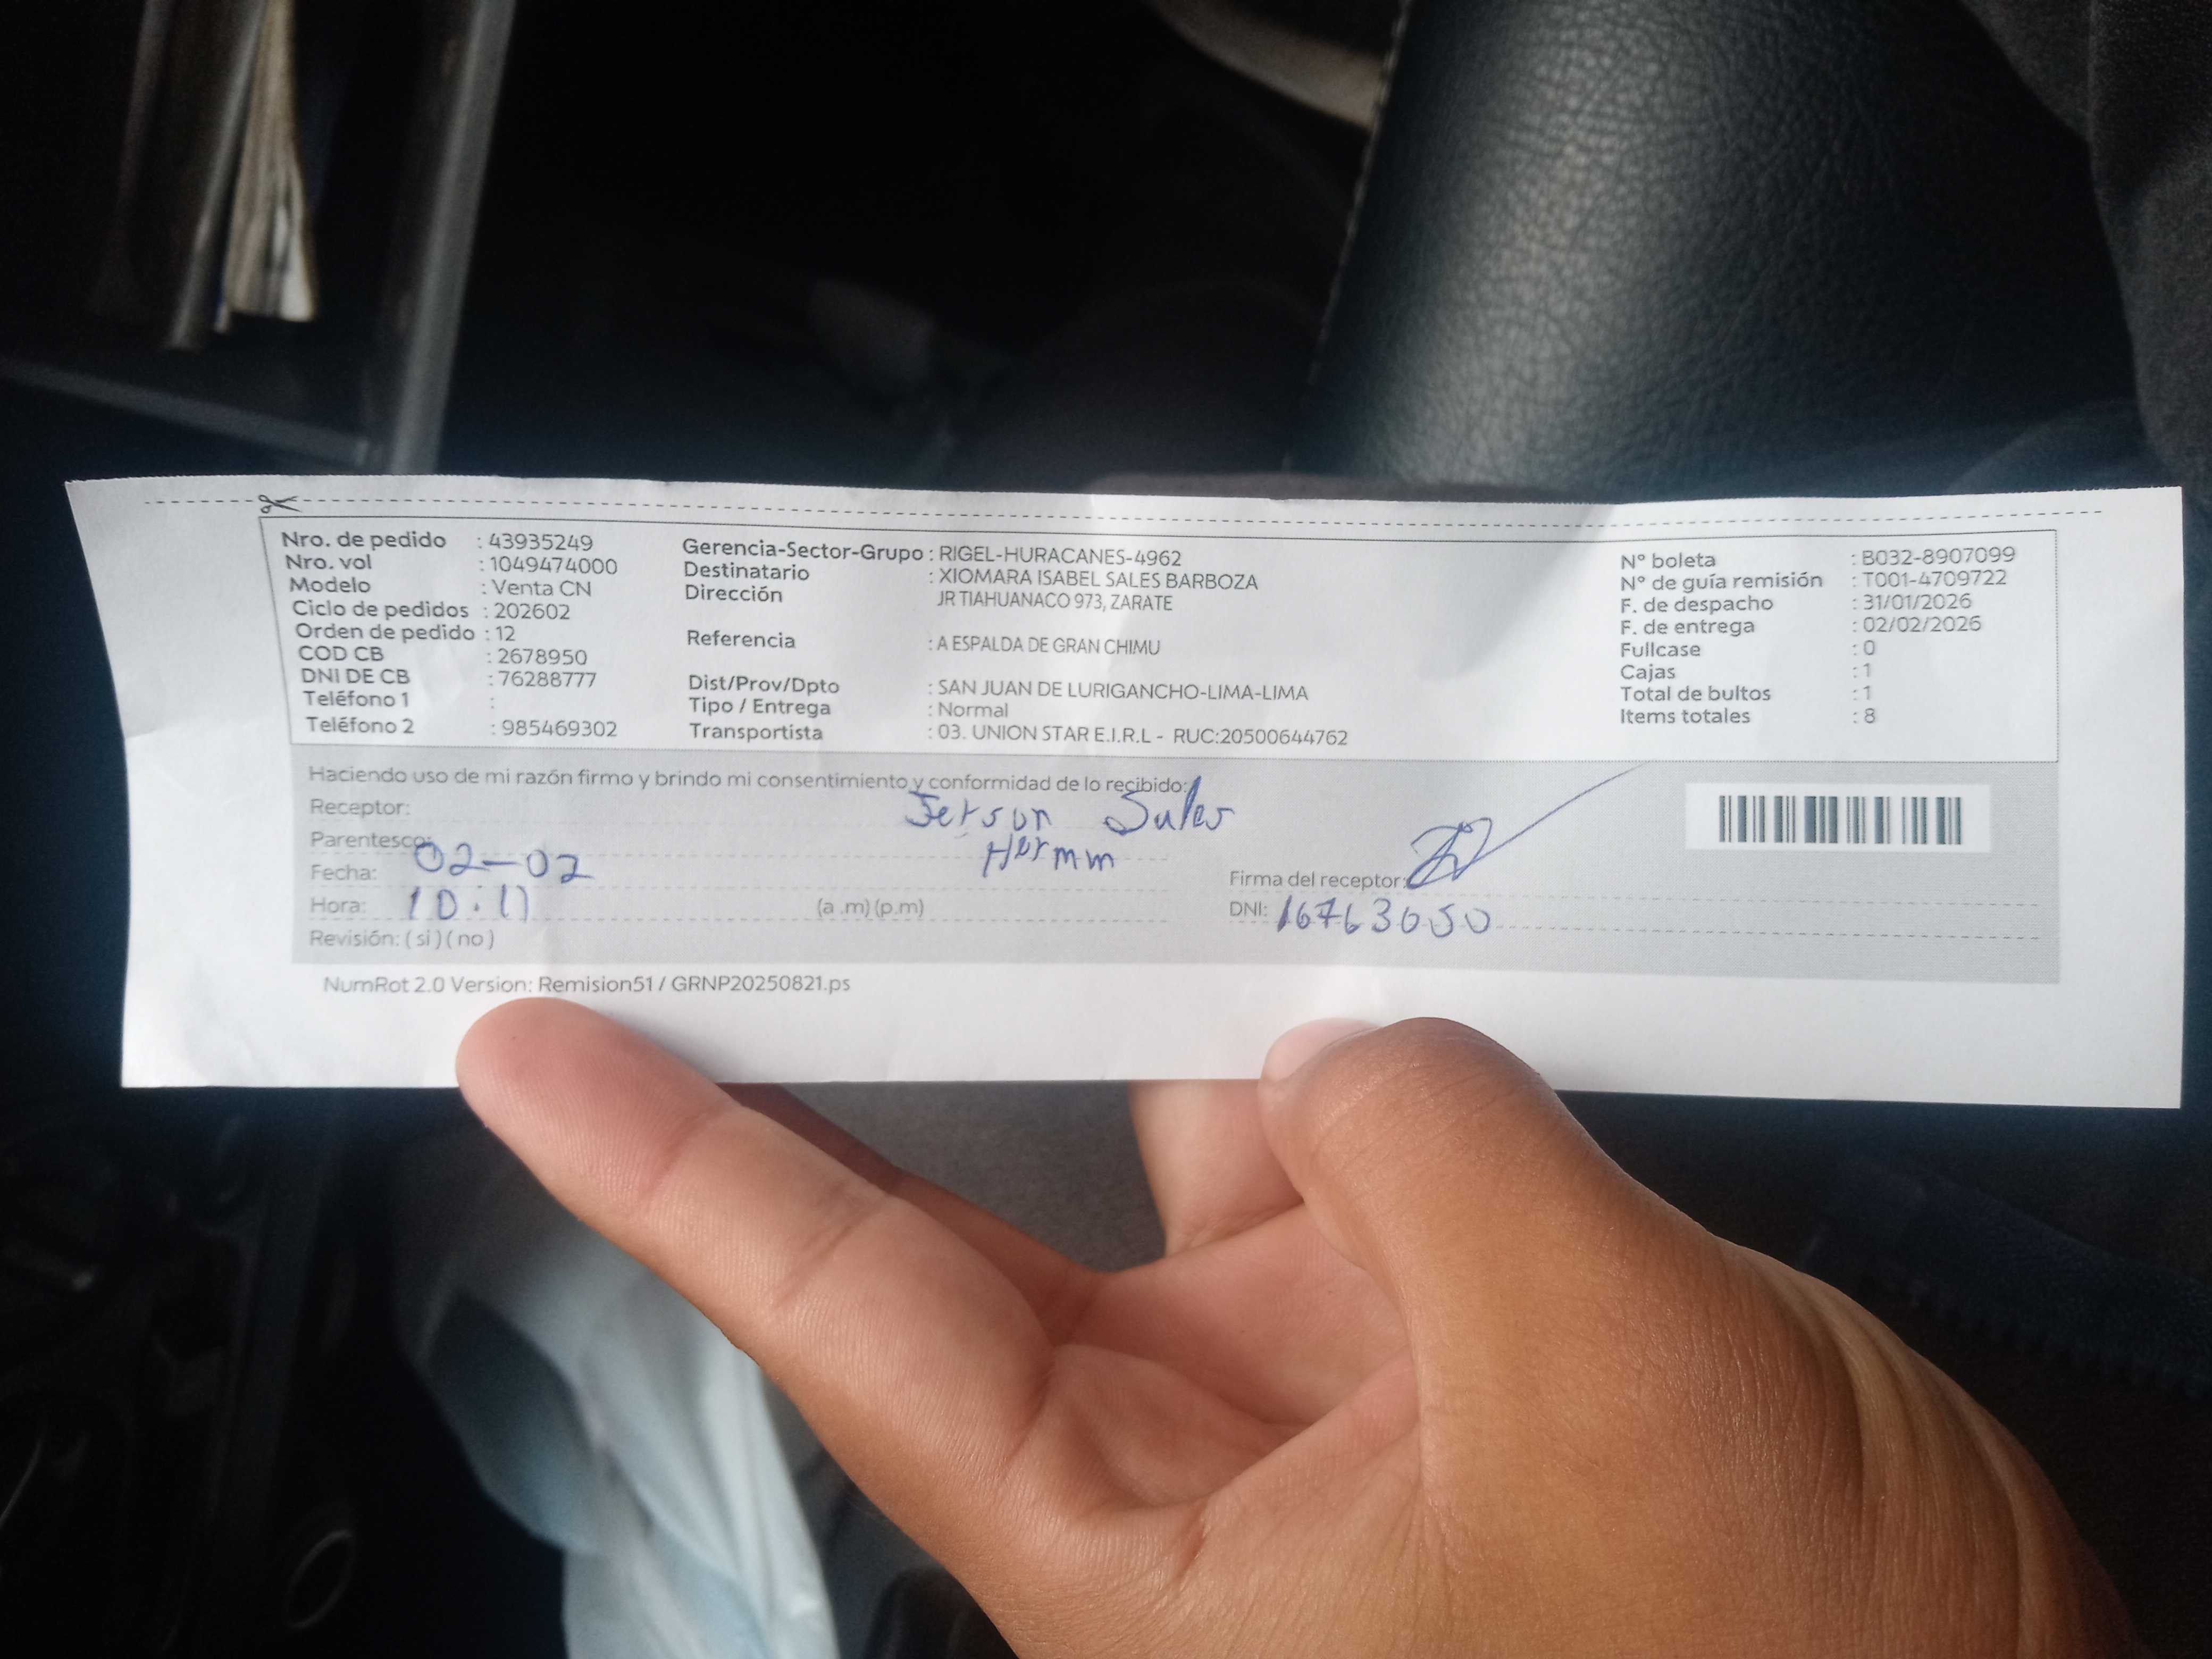 Nro. de pedido : 43935249
Nro. vol : 1049474000
Modelo : Venta CN
Ciclo de pedidos : 202602
Orden de pedido : 12
COD CB : 2678950
DNI DE CB : 76288777
Teléfono 1 :
Teléfono 2 : 985469302
Gerencia-Sector-Grupo : RIGEL-HURACANES-4962
Destinatario : XIOMARA ISABEL SALES BARBOZA
Dirección JR TIAHUANACO 973, ZARATE
Referencia : A ESPALDA DE GRAN CHIMU
Dist/Prov/Dpto : SAN JUAN DE LURIGANCHO-LIMA-LIMA
Tipo / Entrega : Normal
Transportista : 03. UNION STAR E.I.R.L - RUC:20500644762
N° boleta : B032-8907099
N° de guía remisión : T001-4709722
F. de despacho : 31/01/2026
F. de entrega : 02/02/2026
Fullcase : 0
Cajas : 1
Total de bultos : 1
Items totales : 8
Haciendo uso de mi razón firmo y brindo mi consentimiento y conformidad de lo recibido:
Receptor: Jerson Sales
Parentesco:
Fecha: 02-02
Hora: 10:11 (a .m) (p.m)
Revisión: ( si ) ( no )
Firma del receptor:
DNI: 16763050
NumRot 2.0 Version: Remision51 / GRNP20250821.ps